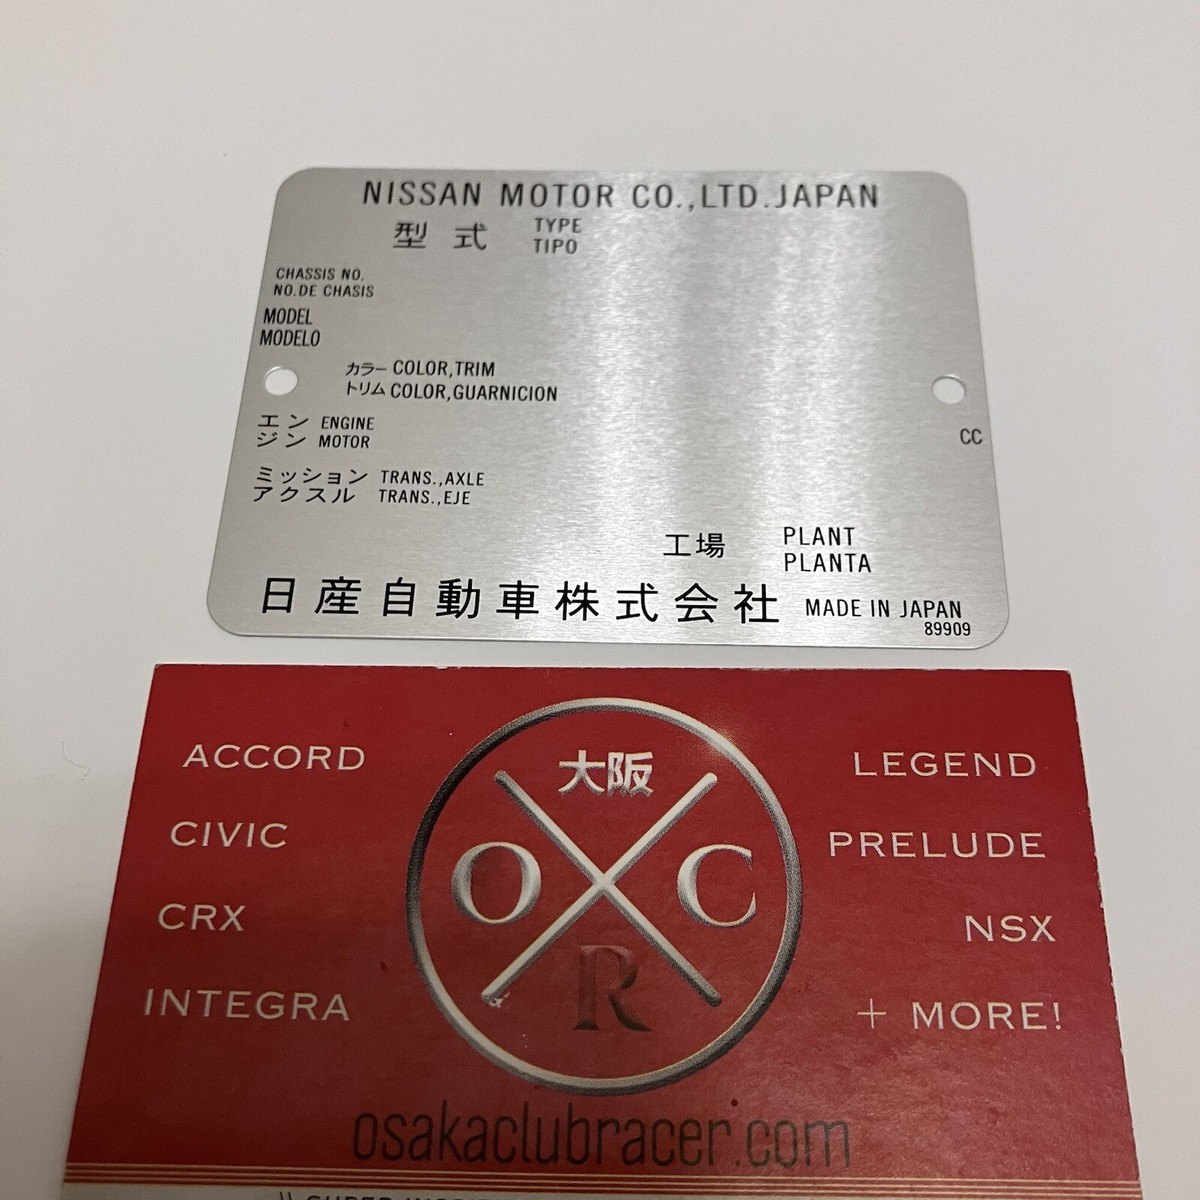 NISSAN MOTOR CO.,LTD.JAPAN
型式 TYPE
TIPO
CHASSIS NO.
NO.DE CHASIS
MODEL
MODELO
カラー COLOR,TRIM
トリム COLOR,GUARNICION
エン ENGINE
ジン MOTOR
CC
ミッション TRANS.,AXLE
アクスル TRANS.,EJE
工場 PLANT
PLANTA
日産自動車株式会社 MADE IN JAPAN
89909
大阪
O C
R
ACCORD
CIVIC
CRX
INTEGRA
LEGEND
PRELUDE
NSX
+ MORE!
osakaclubracer.com